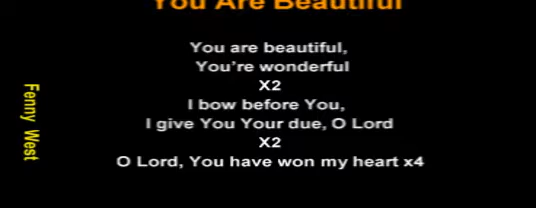 You Are Beautiful
You are beautiful,
You're wonderful
X2
I bow before You,
I give You Your due, O Lord
X2
O Lord, You have won my heart x4
Fenny West